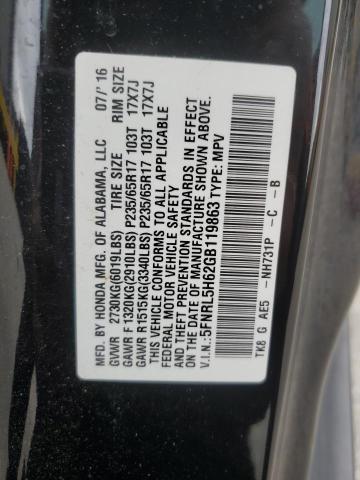 MFD. BY HONDA MFG. OF ALABAMA, LLC 07/'16
GVWR 2730KG(6019LBS) TIRE SIZE RIM SIZE
GAWR F 1320KG(2910LBS) P235/65R17 103T 17X7J
GAWR R 1515KG(3340LBS) P235/65R17 103T 17X7J
THIS VEHICLE CONFORMS TO ALL APPLICABLE
FEDERAL MOTOR VEHICLE SAFETY
AND THEFT PREVENTION STANDARDS IN EFFECT
ON THE DATE OF MANUFACTURE SHOWN ABOVE.
V.I.N.: 5FNRL5H62GB119863 TYPE: MPV
TK8 G AE5 - NH731P - C - B